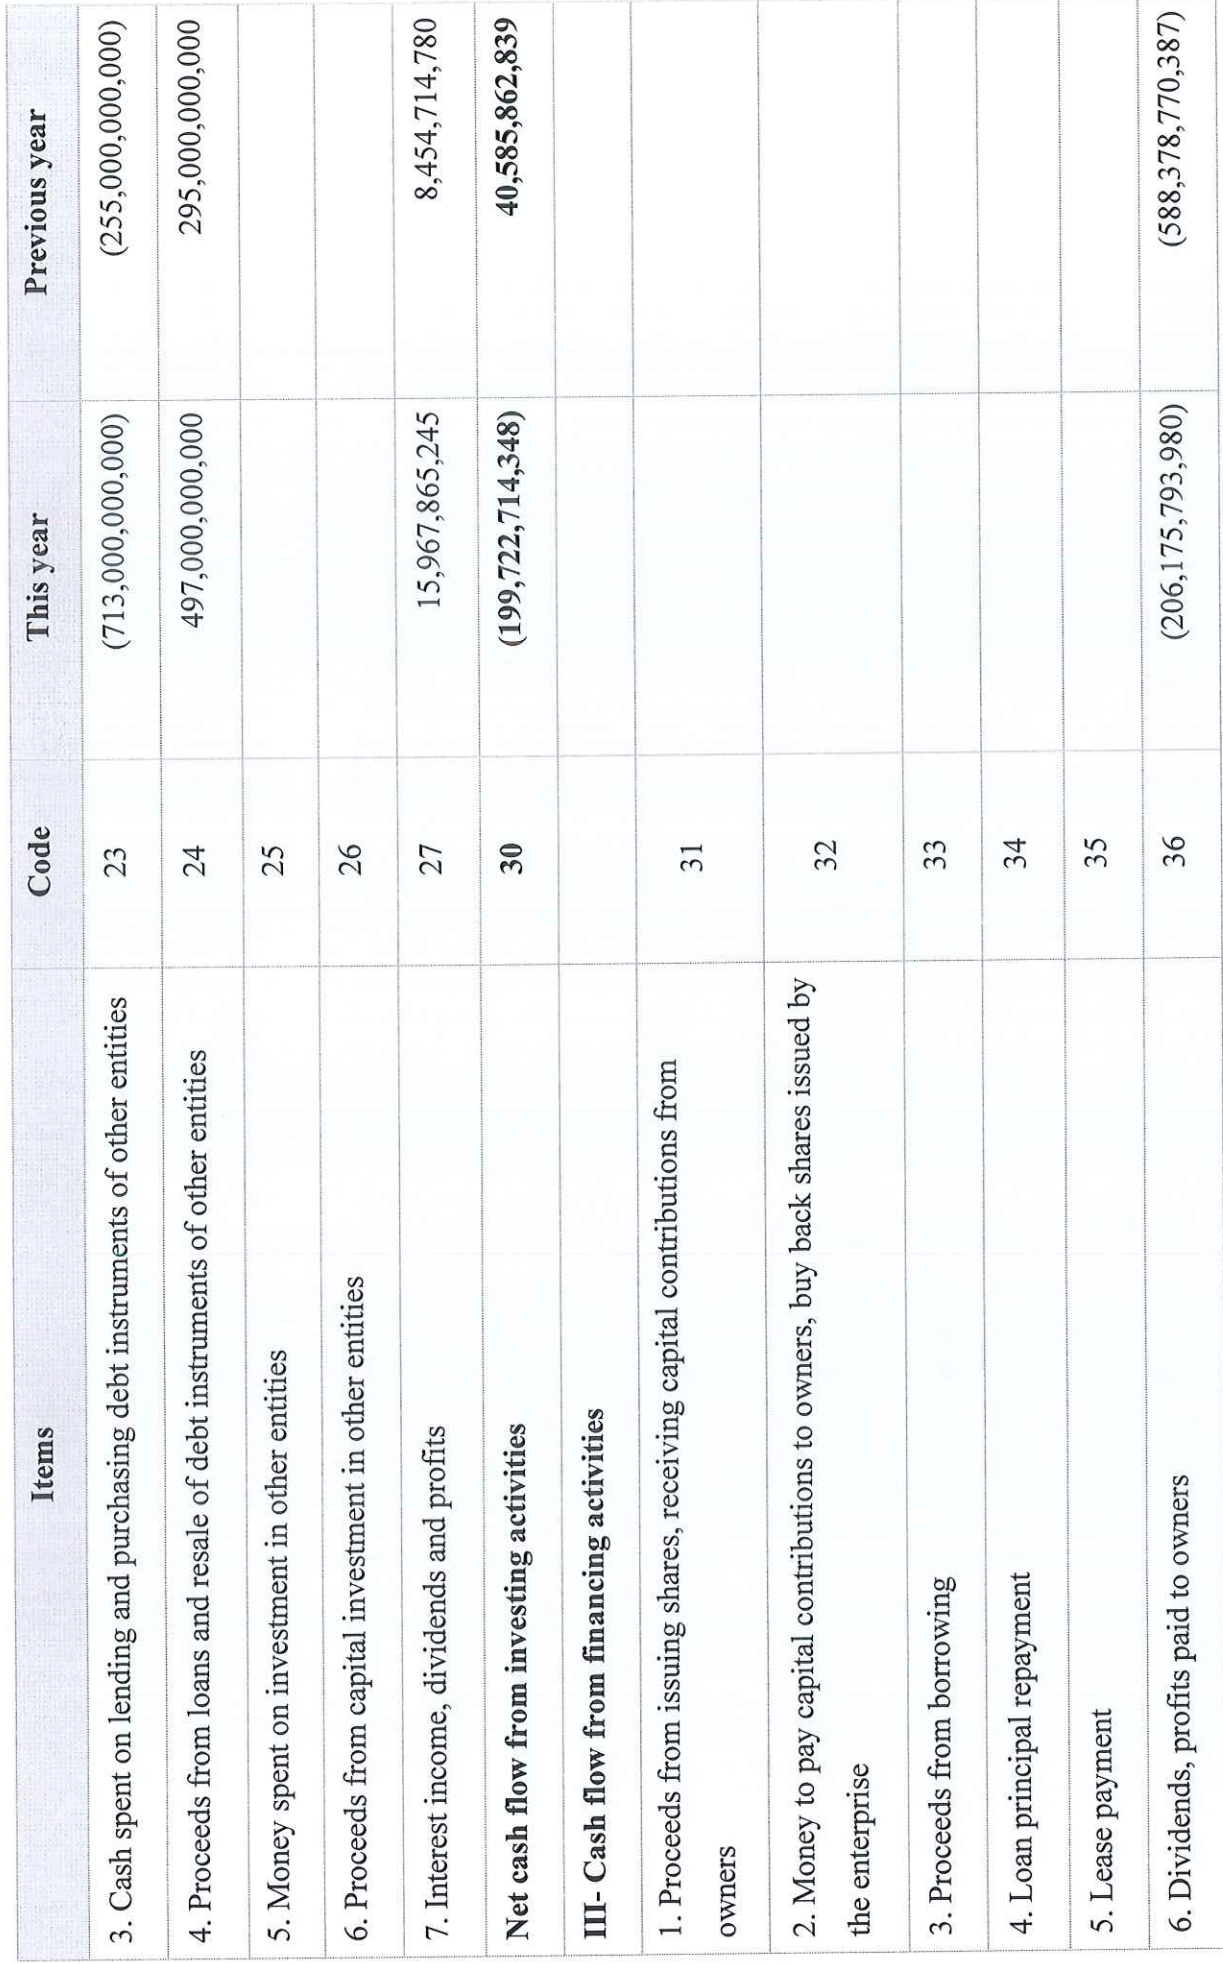 Items Code This year Previous year
3. Cash spent on lending and purchasing debt instruments of other entities 23 (713,000,000,000) (255,000,000,000)
4. Proceeds from loans and resale of debt instruments of other entities 24 497,000,000,000 295,000,000,000
5. Money spent on investment in other entities 25
6. Proceeds from capital investment in other entities 26
7. Interest income, dividends and profits 27 15,967,865,245 8,454,714,780
Net cash flow from investing activities 30 (199,722,714,348) 40,585,862,839
III- Cash flow from financing activities
1. Proceeds from issuing shares, receiving capital contributions from
owners 31
2. Money to pay capital contributions to owners, buy back shares issued by
the enterprise 32
3. Proceeds from borrowing 33
4. Loan principal repayment 34
5. Lease payment 35
6. Dividends, profits paid to owners 36 (206,175,793,980) (588,378,770,387)